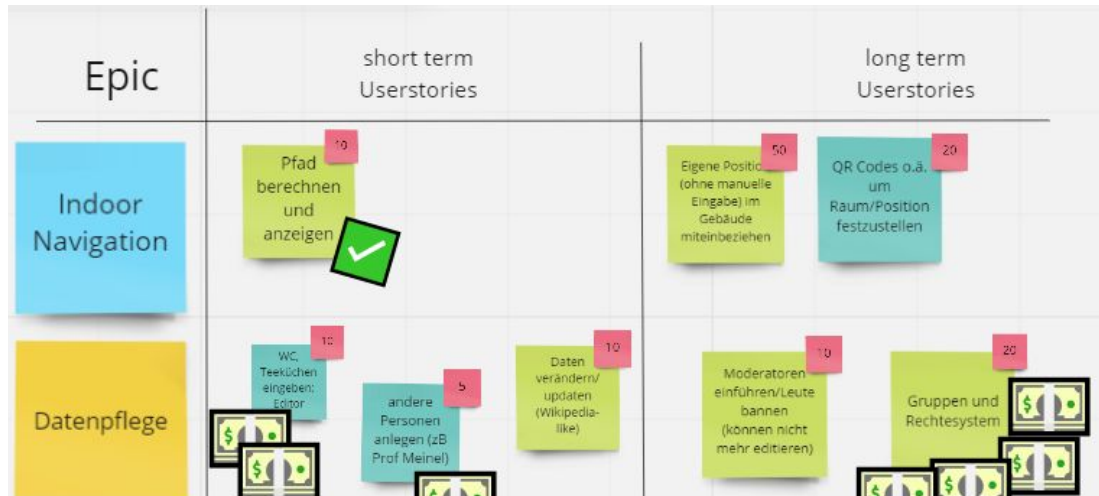 Epic
short term
Userstories
long term
Userstories
Indoor
Navigation
10
Pfad
berechnen
und
anzeigen
50
Eigene Position
(ohne manuelle
Eingabe) im
Gebäude
miteinbeziehen
20
QR Codes o.ä.
um
Raum/Position
festzustellen
Datenpflege
10
WC,
Teeküchen
eingeben:
Editor
5
andere
Personen
anlegen (zB
Prof Meinel)
10
Daten
verändern/
updaten
(Wikipedia-
like)
10
Moderatoren
einführen/Leute
bannen
(können nicht
mehr editieren)
20
Gruppen und
Rechtesystem